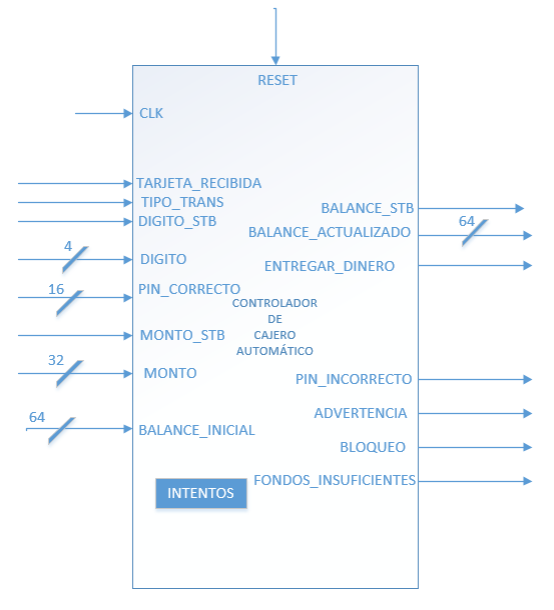 RESET
CLK
TARJETA_RECIBIDA
TIPO_TRANS
DIGITO_STB
4
DIGITO
16
PIN_CORRECTO
MONTO_STB
32
MONTO
64
BALANCE_INICIAL
CONTROLADOR
DE
CAJERO
AUTOMÁTICO
INTENTOS
BALANCE_STB
64
BALANCE_ACTUALIZADO
ENTREGAR_DINERO
PIN_INCORRECTO
ADVERTENCIA
BLOQUEO
FONDOS_INSUFICIENTES